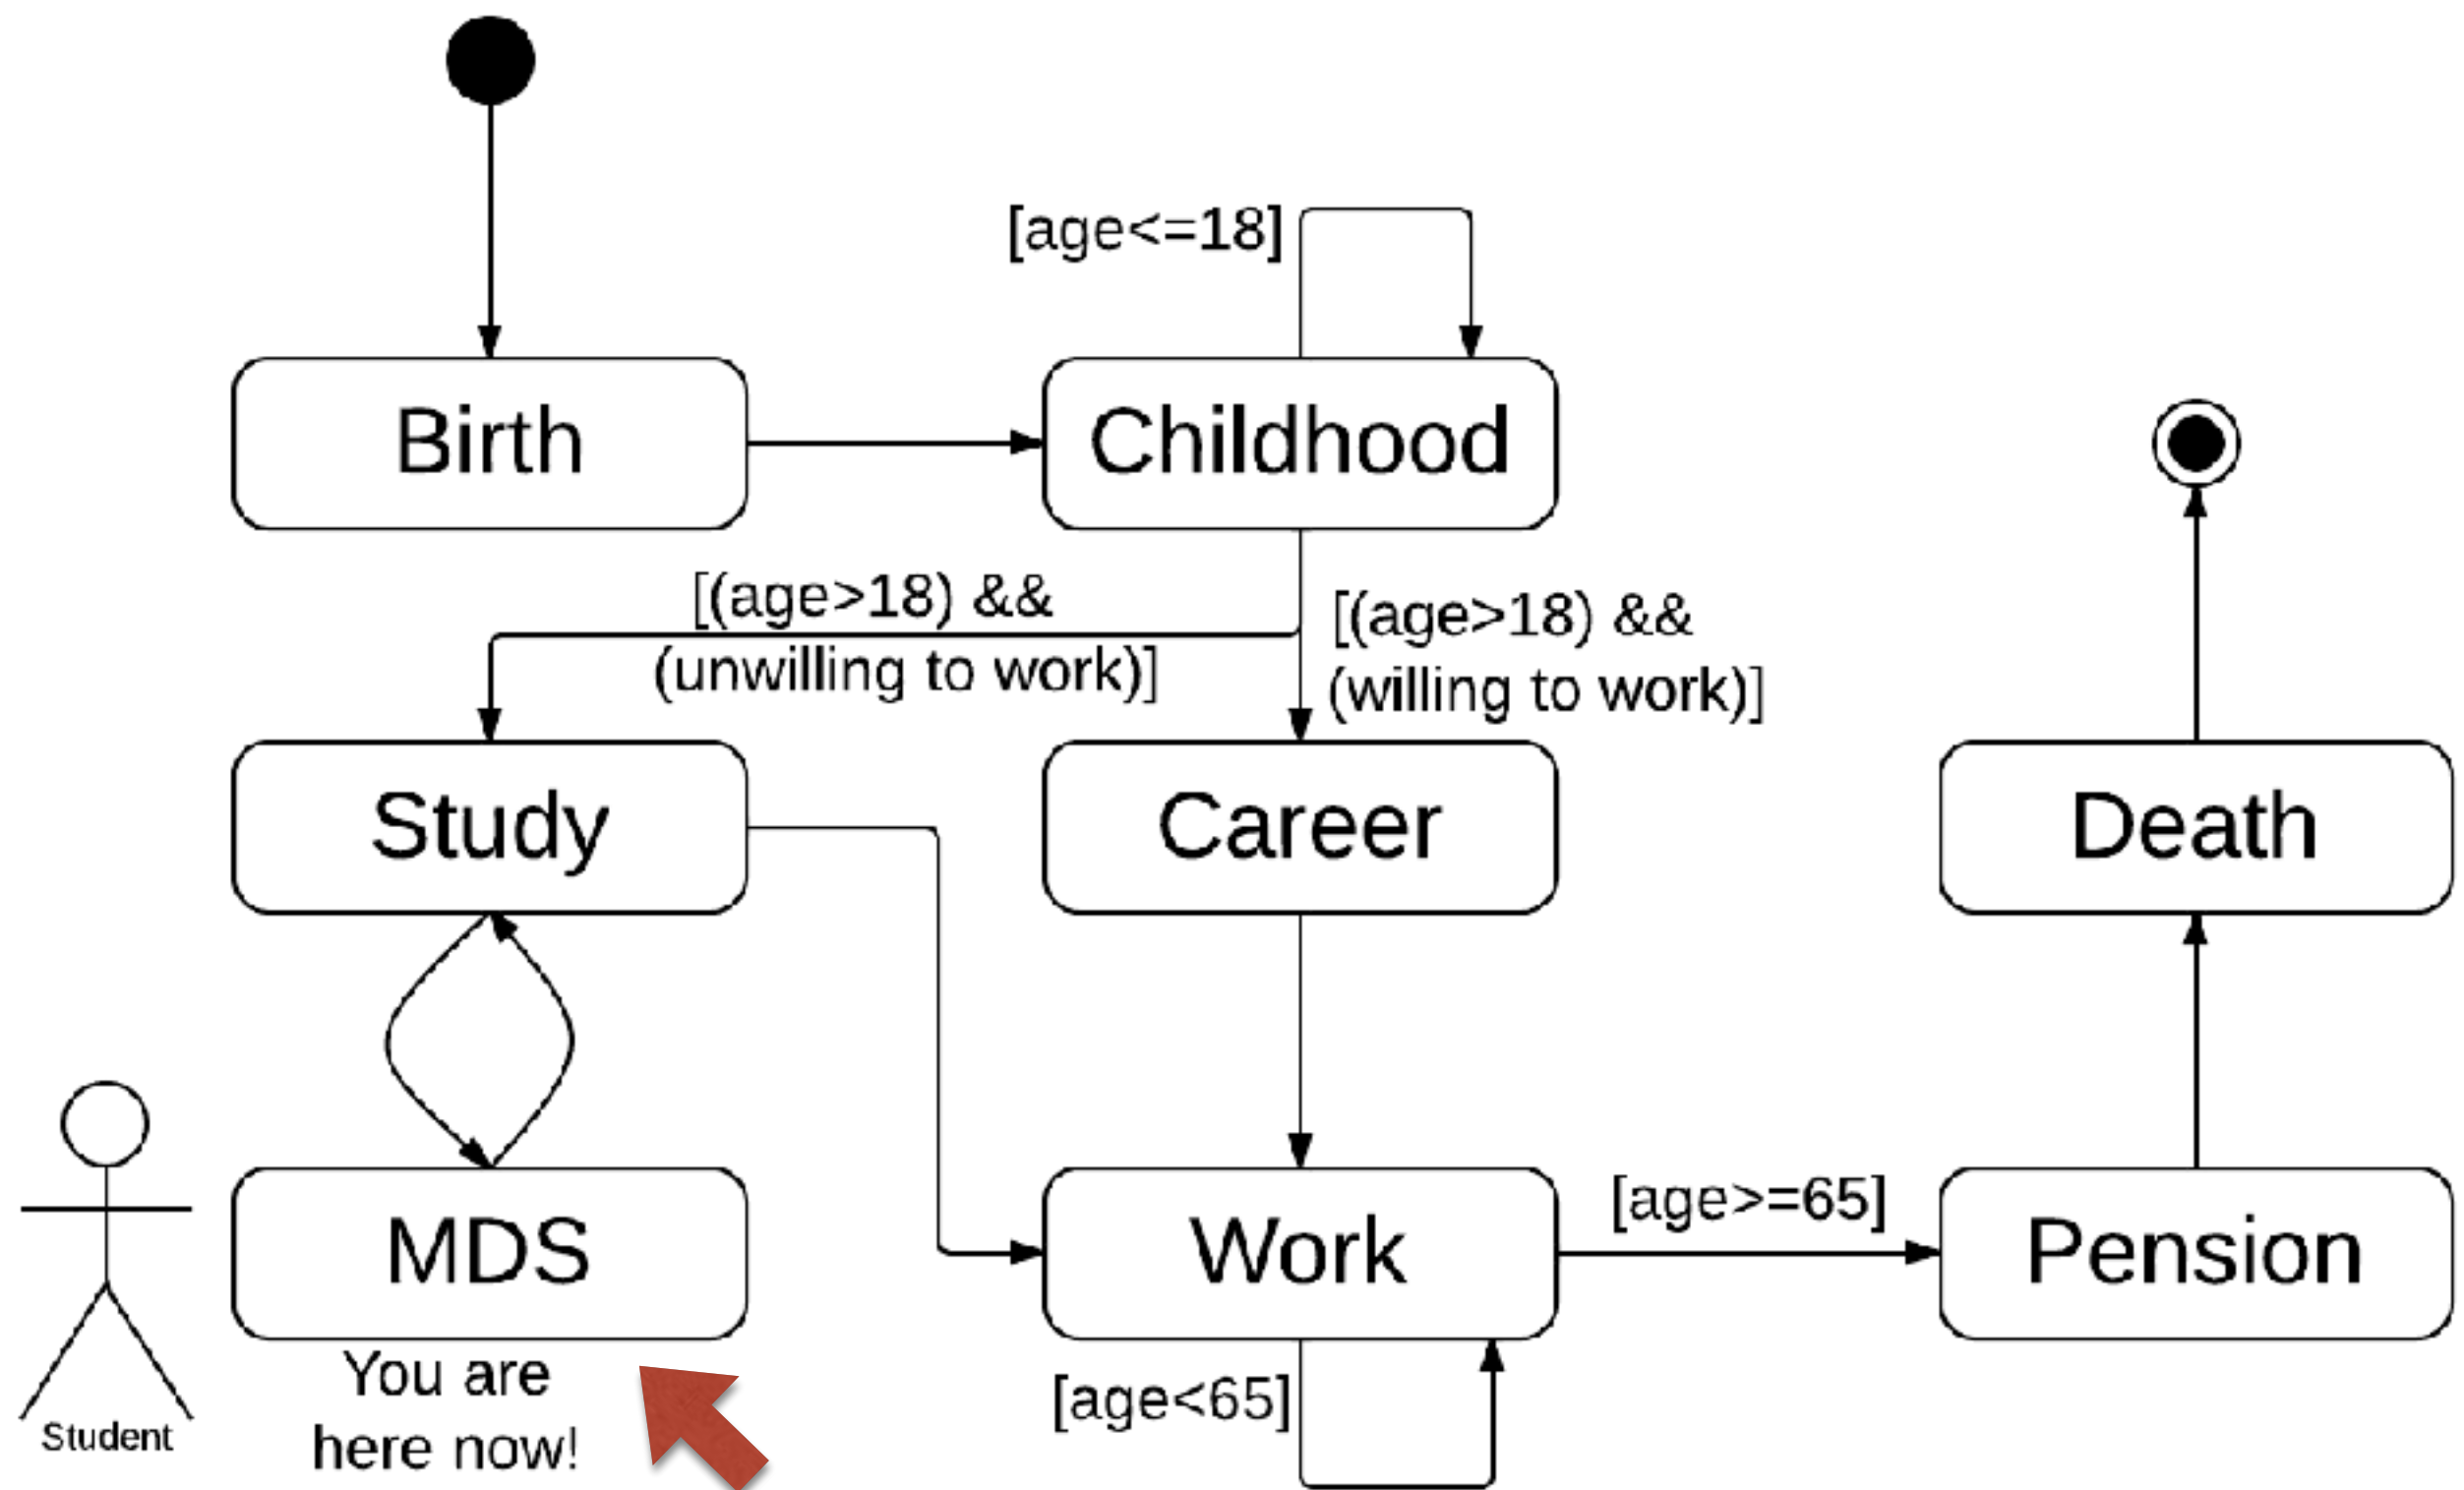 [age<=18]
Birth
Childhood
[(age>18) &&
(unwilling to work)]
[(age>18) &&
(willing to work)]
Study
Career
Death
MDS
Work
[age>=65]
Pension
You are
here now!
Student
[age<65]